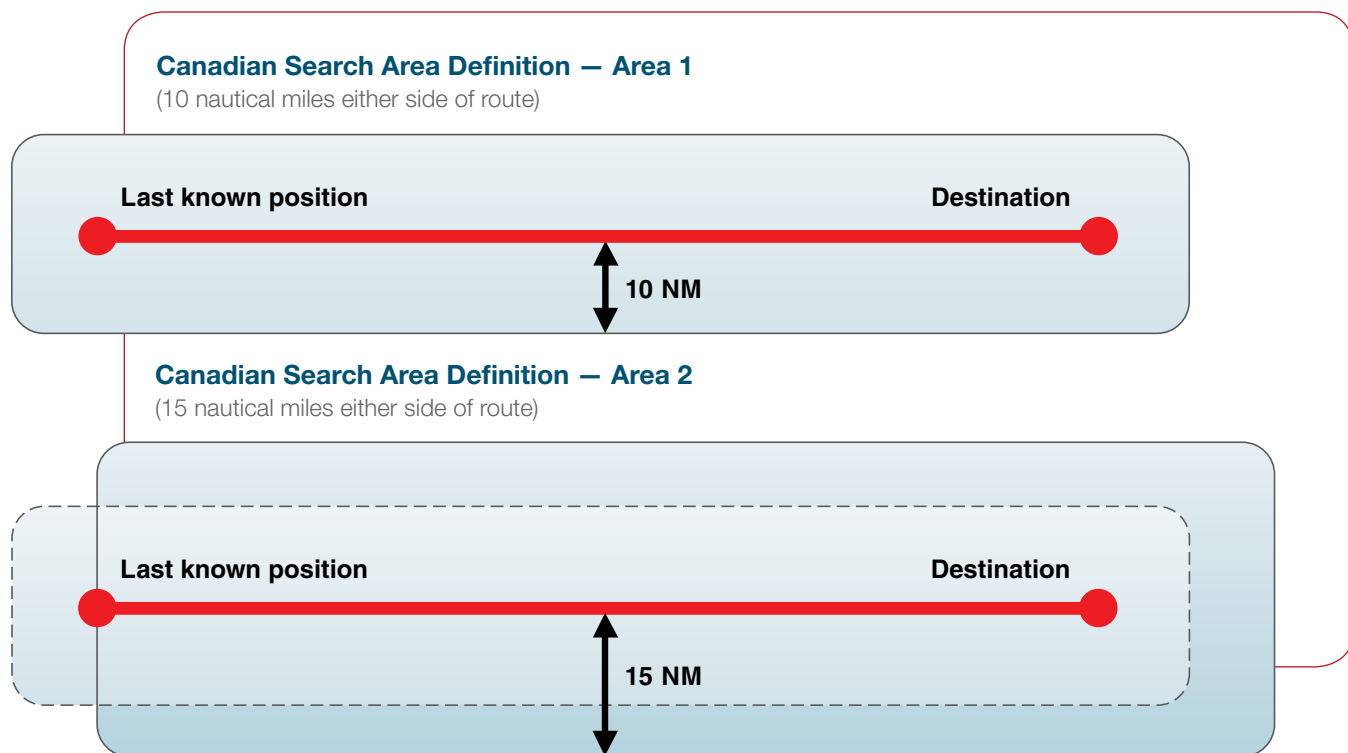 Canadian Search Area Definition — Area 1
(10 nautical miles either side of route)
Last known position
Destination
10 NM
Canadian Search Area Definition — Area 2
(15 nautical miles either side of route)
Last known position
Destination
15 NM